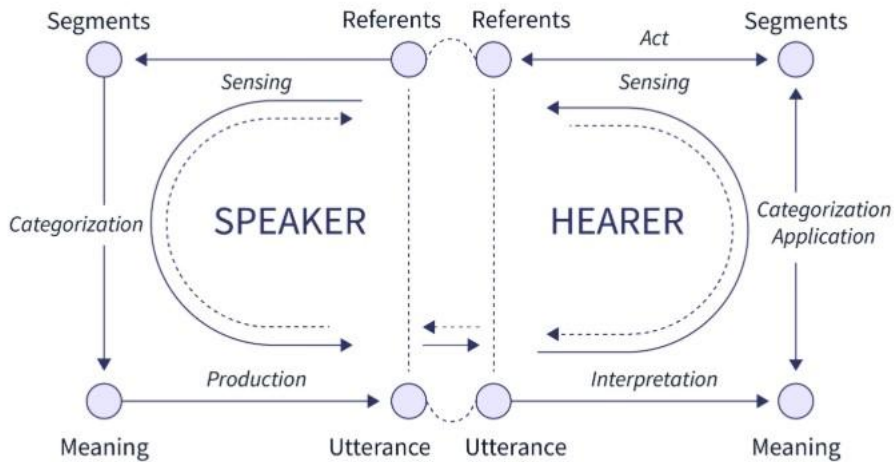 Segments
Referents
Referents
Segments
Act
Sensing
Sensing
SPEAKER
HEARER
Categorization
Categorization
Application
Production
Interpretation
Meaning
Utterance
Utterance
Meaning